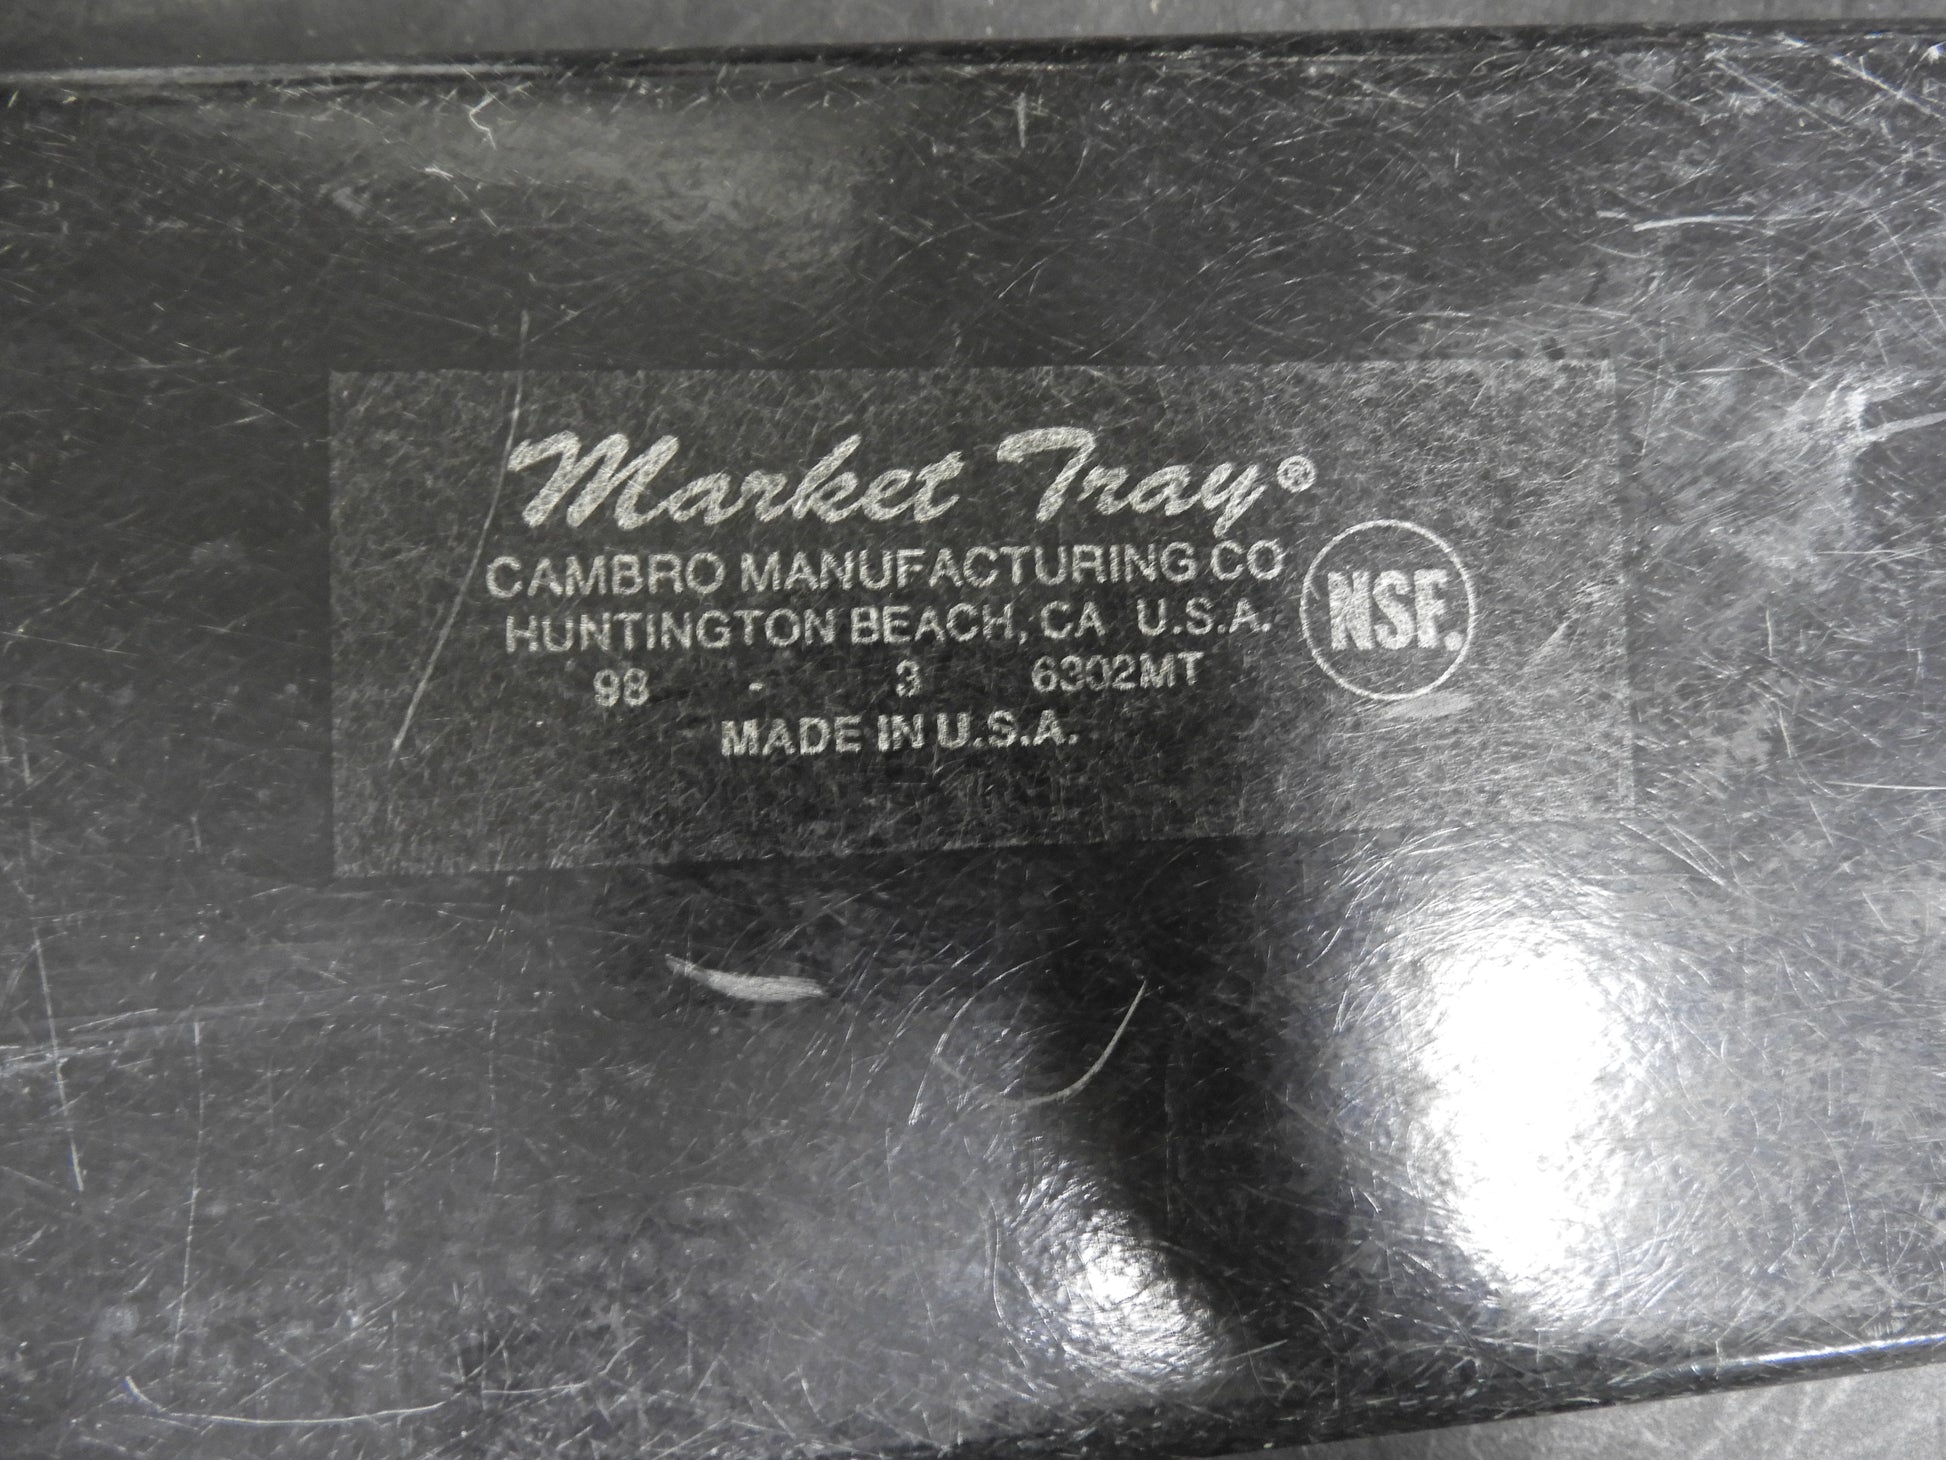 Market Tray®
CAMBRO MANUFACTURING CO
HUNTINGTON BEACH, CA U.S.A.
98 - 3 6302MT
MADE IN U.S.A.
NSF.